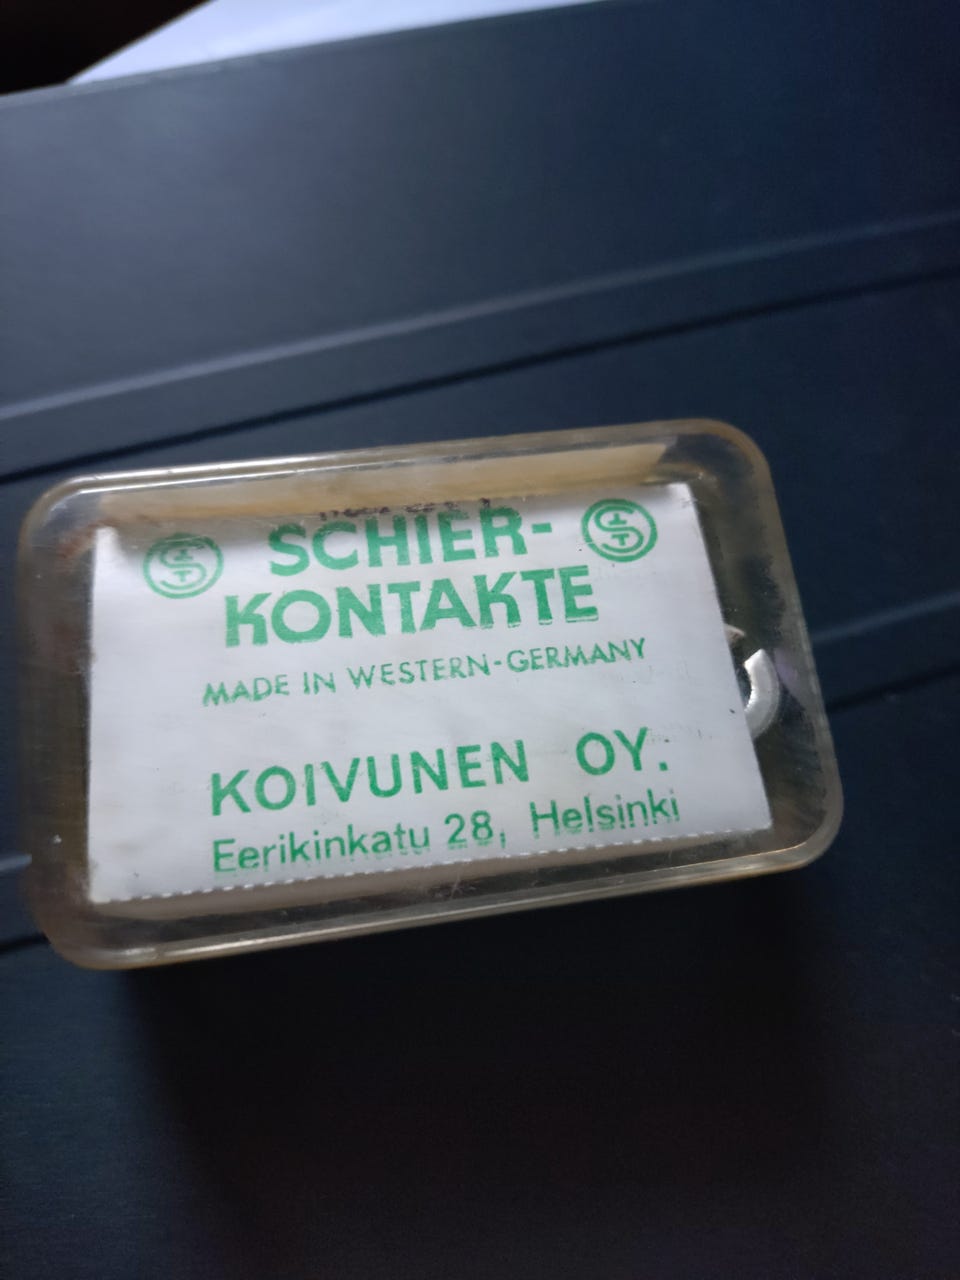 SCHIER-
KONTAKTE
MADE IN WESTERN-GERMANY
KOIVUNEN OY.
Eerikinkatu 28, Helsinki